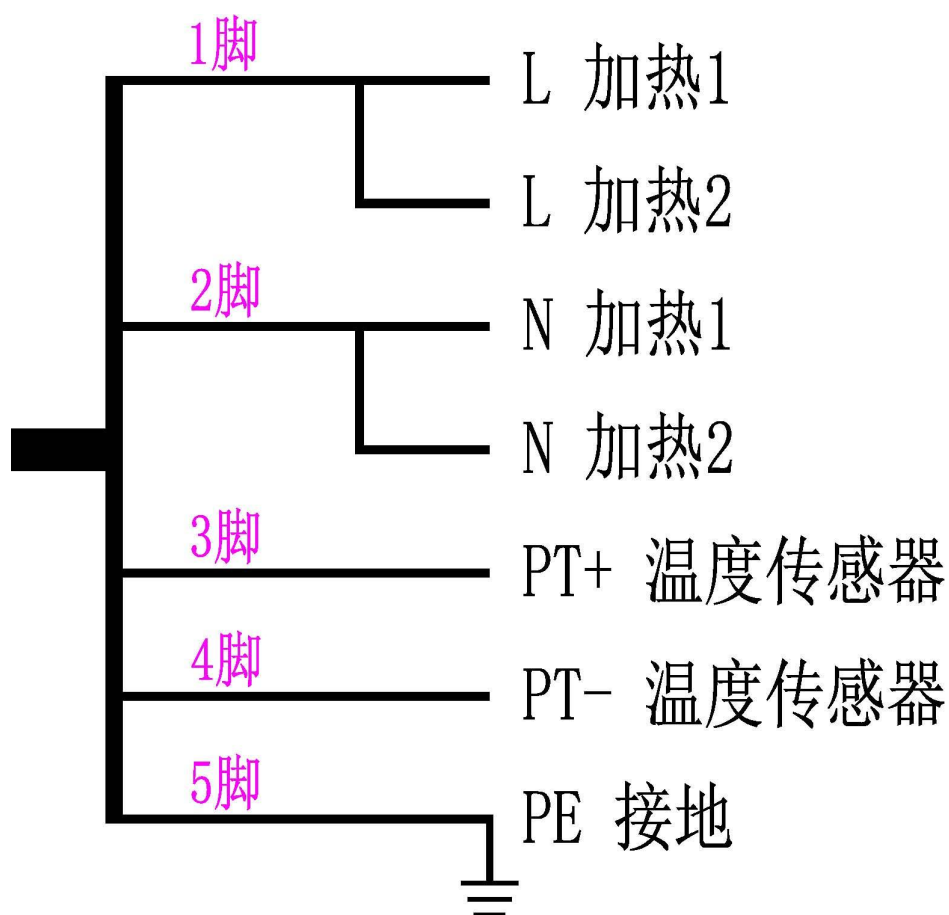 1脚
L 加热1
L 加热2
2脚
N 加热1
N 加热2
3脚
PT+ 温度传感器
4脚
PT- 温度传感器
5脚
PE 接地